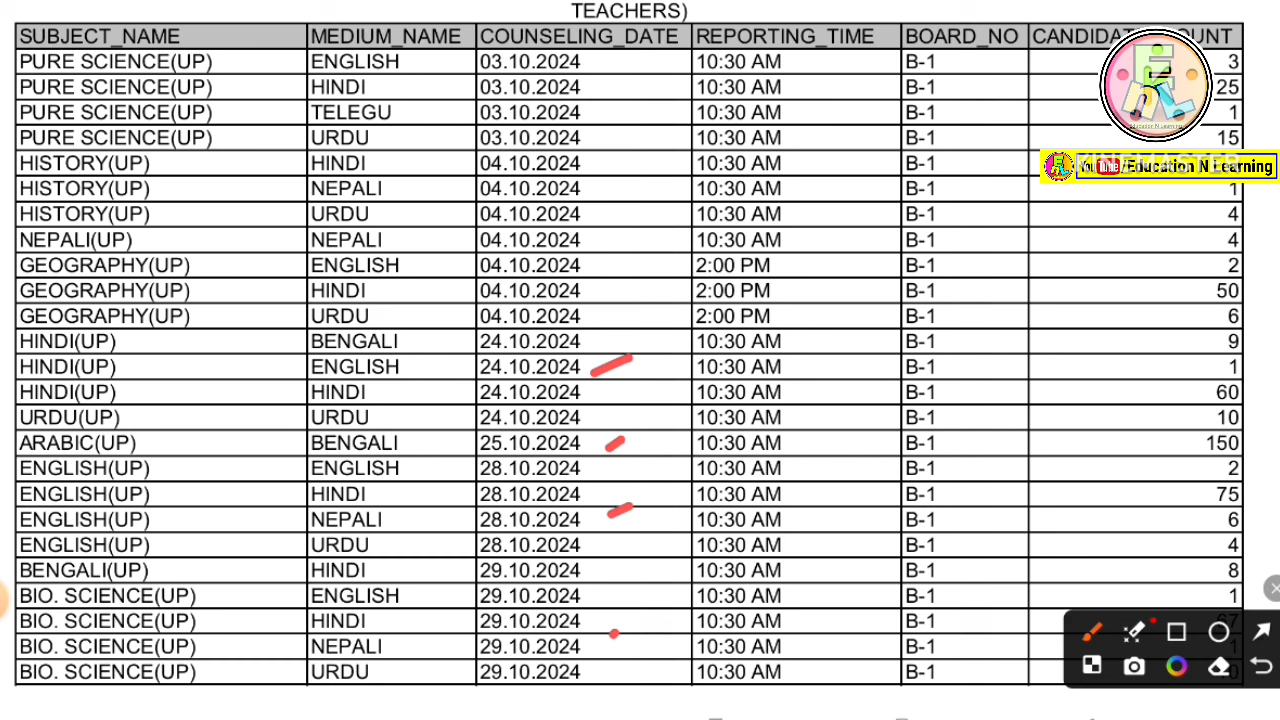 TEACHERS)
SUBJECT_NAME MEDIUM_NAME COUNSELING_DATE REPORTING_TIME BOARD_NO
PURE SCIENCE(UP) ENGLISH 03.10.2024 10:30 AM B-1 3
PURE SCIENCE(UP) HINDI 03.10.2024 10:30 AM B-1 25
PURE SCIENCE(UP) TELEGU 03.10.2024 10:30 AM B-1 1
PURE SCIENCE(UP) URDU 03.10.2024 10:30 AM B-1 15
HISTORY(UP) HINDI 04.10.2024 10:30 AM B-1
KINEMASTER
You Tube /Education N Learning
HISTORY(UP) NEPALI 04.10.2024 10:30 AM B-1 1
HISTORY(UP) URDU 04.10.2024 10:30 AM B-1 4
NEPALI(UP) NEPALI 04.10.2024 10:30 AM B-1 4
GEOGRAPHY(UP) ENGLISH 04.10.2024 2:00 PM B-1 2
GEOGRAPHY(UP) HINDI 04.10.2024 2:00 PM B-1 50
GEOGRAPHY(UP) URDU 04.10.2024 2:00 PM B-1 6
HINDI(UP) BENGALI 24.10.2024 10:30 AM B-1 9
HINDI(UP) ENGLISH 24.10.2024 10:30 AM B-1 1
HINDI(UP) HINDI 24.10.2024 10:30 AM B-1 60
URDU(UP) URDU 24.10.2024 10:30 AM B-1 10
ARABIC(UP) BENGALI 25.10.2024 10:30 AM B-1 150
ENGLISH(UP) ENGLISH 28.10.2024 10:30 AM B-1 2
ENGLISH(UP) HINDI 28.10.2024 10:30 AM B-1 75
ENGLISH(UP) NEPALI 28.10.2024 10:30 AM B-1 6
ENGLISH(UP) URDU 28.10.2024 10:30 AM B-1 4
BENGALI(UP) HINDI 29.10.2024 10:30 AM B-1 8
BIO. SCIENCE(UP) ENGLISH 29.10.2024 10:30 AM B-1 1
BIO. SCIENCE(UP) HINDI 29.10.2024 10:30 AM B-1 67
BIO. SCIENCE(UP) NEPALI 29.10.2024 10:30 AM B-1 1
BIO. SCIENCE(UP) URDU 29.10.2024 10:30 AM B-1